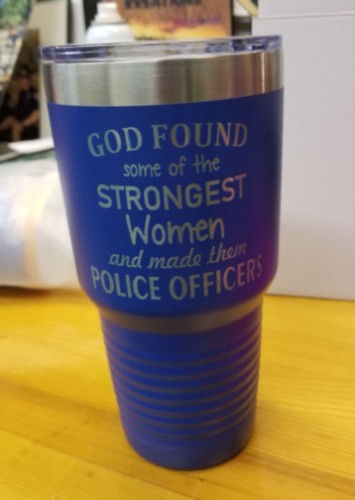 GOD FOUND
some of the
STRONGEST
Women
and made them
POLICE OFFICERS